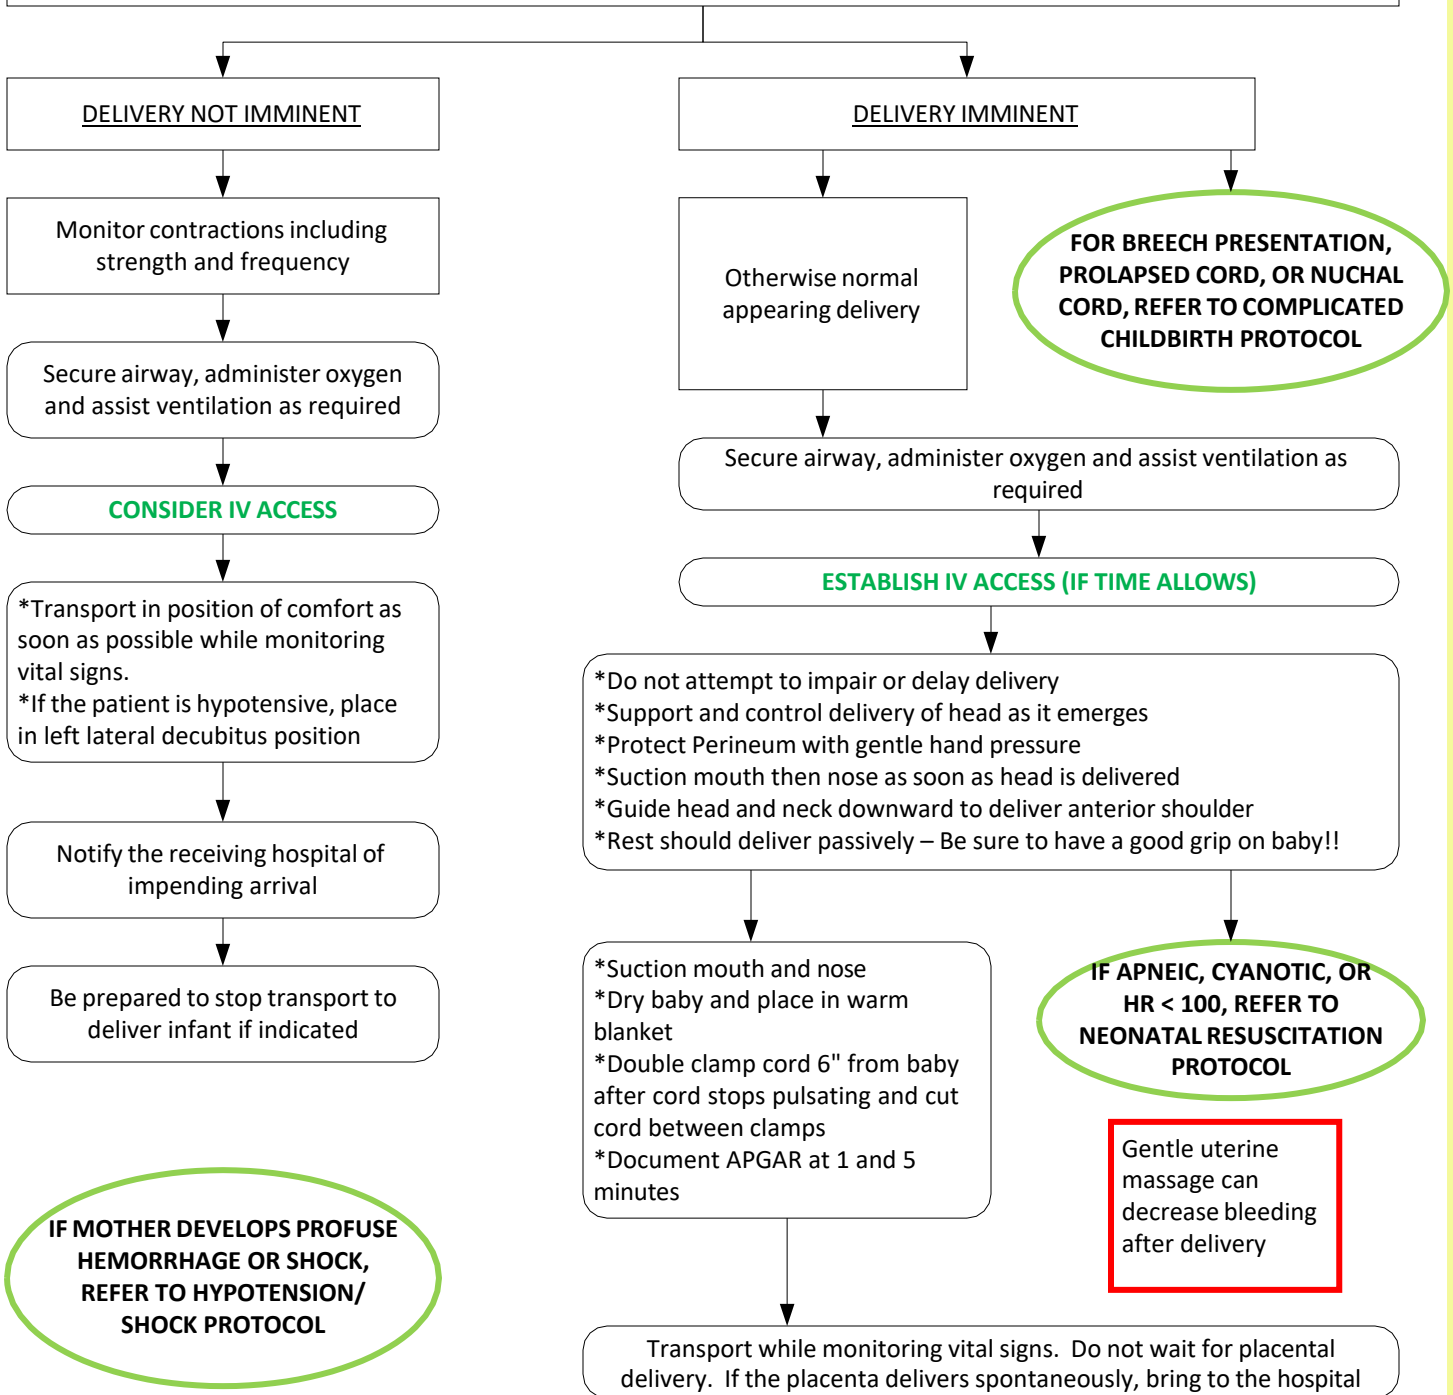 DELIVERY NOT IMMINENT
Monitor contractions including
strength and frequency
Secure airway, administer oxygen
and assist ventilation as required
CONSIDER IV ACCESS
*Transport in position of comfort as
soon as possible while monitoring
vital signs.
*If the patient is hypotensive, place
in left lateral decubitus position
Notify the receiving hospital of
impending arrival
Be prepared to stop transport to
deliver infant if indicated
IF MOTHER DEVELOPS PROFUSE
HEMORRHAGE OR SHOCK,
REFER TO HYPOTENSION/
SHOCK PROTOCOL
DELIVERY IMMINENT
Otherwise normal
appearing delivery
FOR BREECH PRESENTATION,
PROLAPSED CORD, OR NUCHAL
CORD, REFER TO COMPLICATED
CHILDBIRTH PROTOCOL
Secure airway, administer oxygen and assist ventilation as
required
ESTABLISH IV ACCESS (IF TIME ALLOWS)
*Do not attempt to impair or delay delivery
*Support and control delivery of head as it emerges
*Protect Perineum with gentle hand pressure
*Suction mouth then nose as soon as head is delivered
*Guide head and neck downward to deliver anterior shoulder
*Rest should deliver passively – Be sure to have a good grip on baby!!
*Suction mouth and nose
*Dry baby and place in warm
blanket
*Double clamp cord 6" from baby
after cord stops pulsating and cut
cord between clamps
*Document APGAR at 1 and 5
minutes
IF APNEIC, CYANOTIC, OR
HR < 100, REFER TO
NEONATAL RESUSCITATION
PROTOCOL
Gentle uterine
massage can
decrease bleeding
after delivery
Transport while monitoring vital signs.  Do not wait for placental
delivery.  If the placenta delivers spontaneously, bring to the hospital